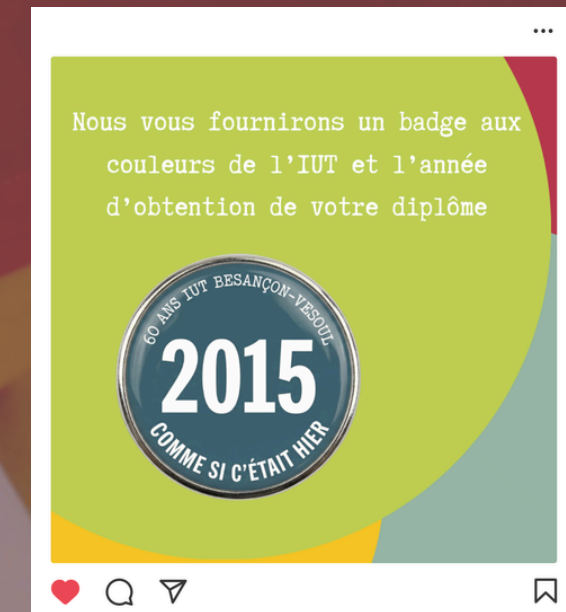 Nous vous fournirons un badge aux
couleurs de l'IUT et l'année
d'obtention de votre diplôme
60 ANS IUT BESANÇON-VESOUL
2015
COMME SI C'ÉTAIT HIER